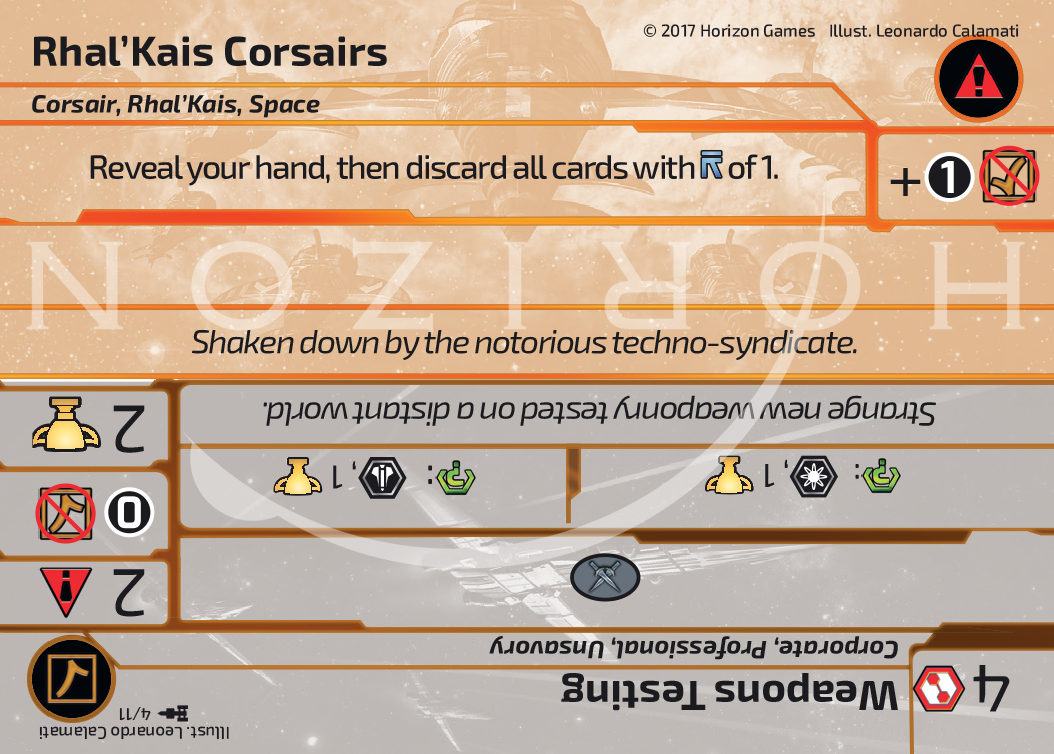 © 2017 Horizon Games Illust. Leonardo Calamati
Rhal'Kais Corsairs
Corsair, Rhal'Kais, Space
Reveal your hand, then discard all cards with R of 1.
+ 1
HORIZON
Shaken down by the notorious techno-syndicate.
4
Weapons Testing
Corporate, Professional, Unsavory
Illust. Leonardo Calamati
4/11
2
0
2
: , 1
: , 1
Strange new weaponry tested on a distant world.